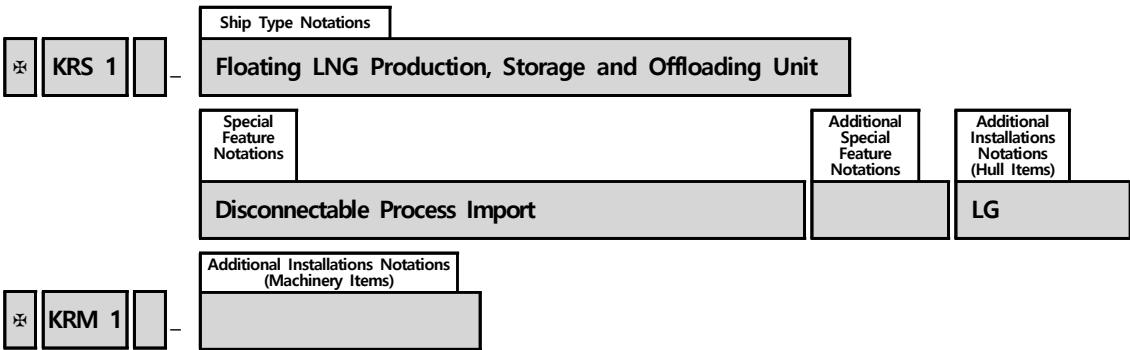 Ship Type Notations
✠ KRS 1 _ Floating LNG Production, Storage and Offloading Unit
Special
Feature
Notations
Additional
Special
Feature
Notations
Additional
Installations
Notations
(Hull Items)
Disconnectable Process Import
LG
Additional Installations Notations
(Machinery Items)
✠ KRM 1 _